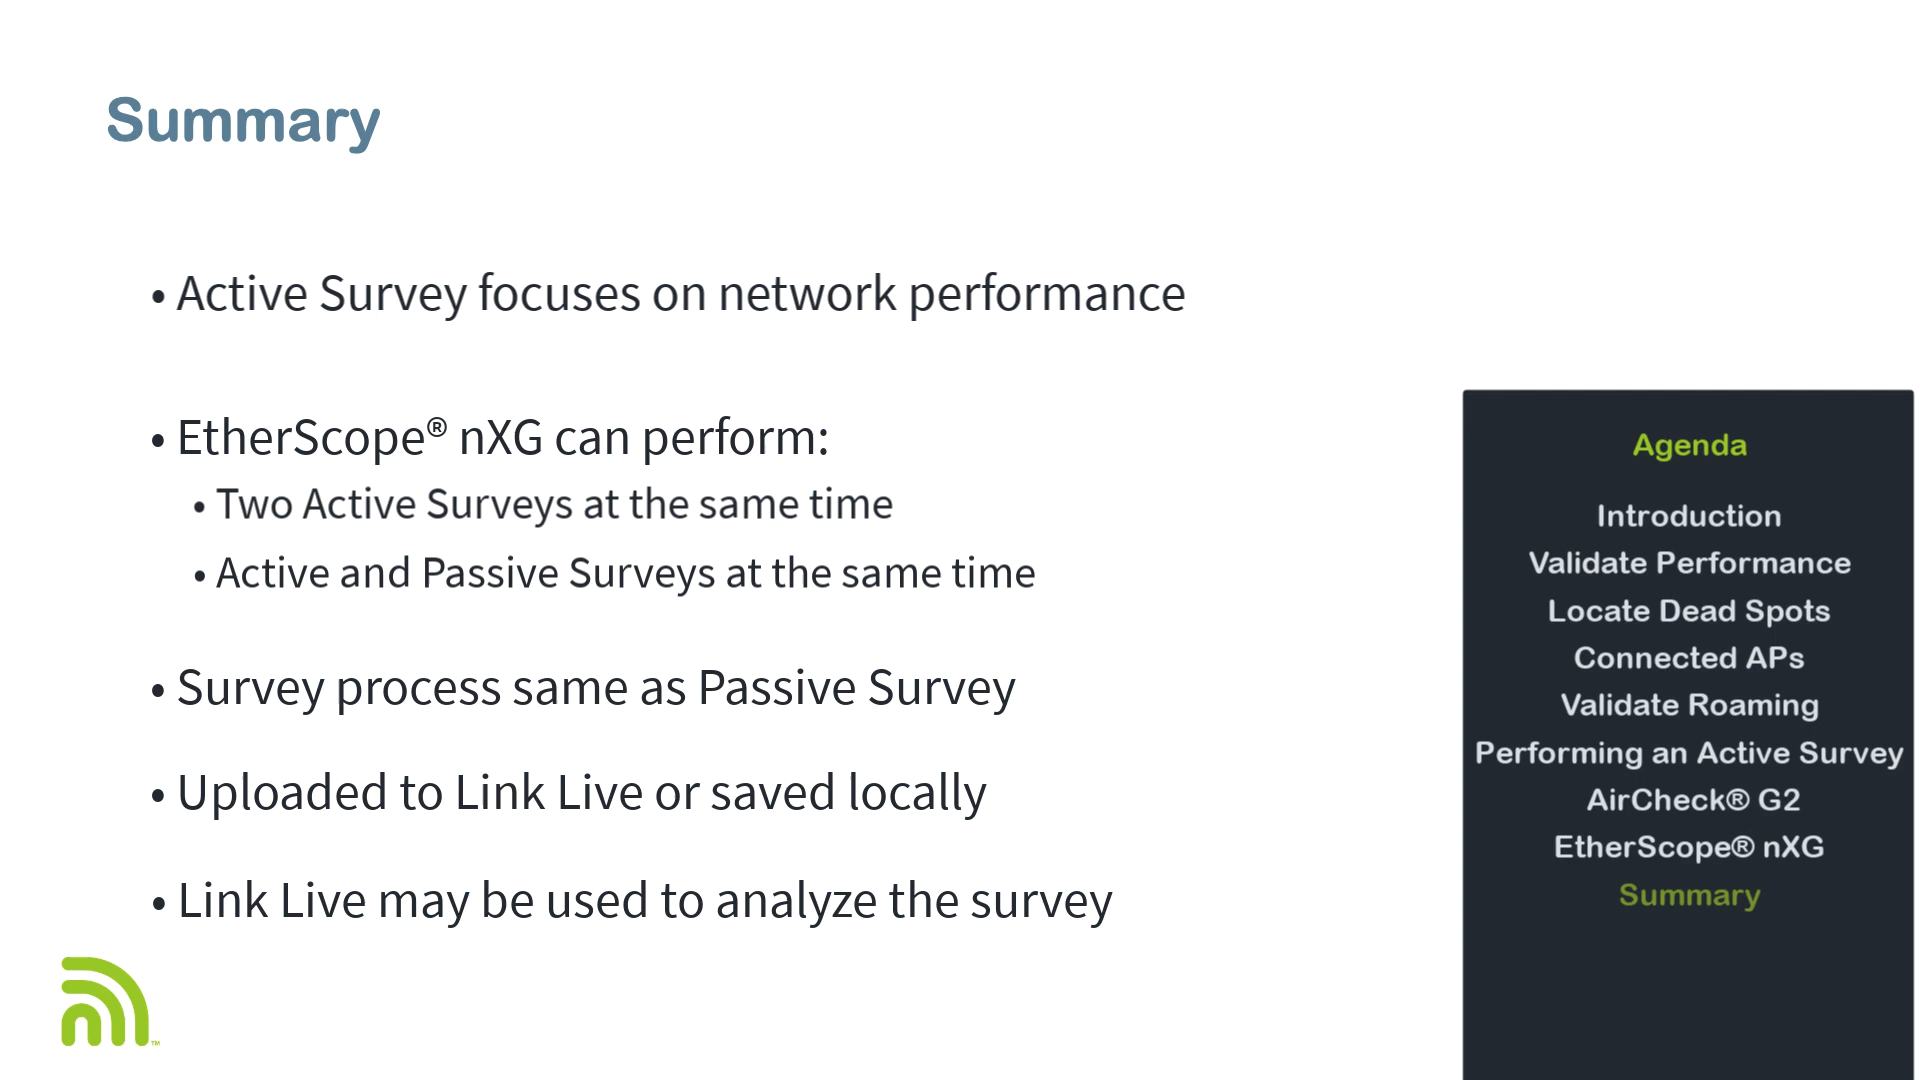 Summary
• Active Survey focuses on network performance
• EtherScope® nXG can perform:
• Two Active Surveys at the same time
• Active and Passive Surveys at the same time
• Survey process same as Passive Survey
• Uploaded to Link Live or saved locally
• Link Live may be used to analyze the survey
Agenda
Introduction
Validate Performance
Locate Dead Spots
Connected APs
Validate Roaming
Performing an Active Survey
AirCheck® G2
EtherScope® nXG
Summary
TM